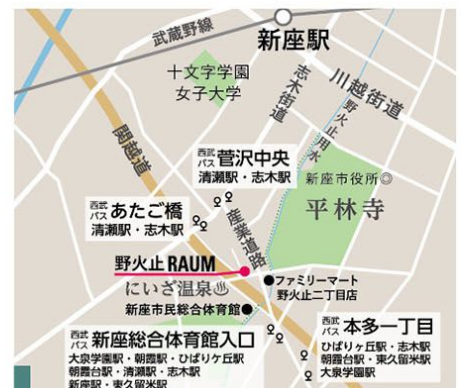 武蔵野線
新座駅
十文字学園
女子大学
志木街道
川越街道
野火止用水
関越道
西武
バス 菅沢中央
清瀬駅・志木駅
新座市役所◎
平林寺
西武
バス あたご橋
清瀬駅・志木駅
産業道路
野火止 RAUM
にいざ温泉♨
ファミリーマート
野火止二丁目店
新座市民総合体育館
西武
バス 新座総合体育館入口
大泉学園駅・朝霞駅・ひばりケ丘駅
朝霞台駅・清瀬駅・志木駅
新座駅・東久留米駅
西武
バス 本多一丁目
ひばりヶ丘駅・志木駅
朝霞台駅・東久留米駅
大泉学園駅